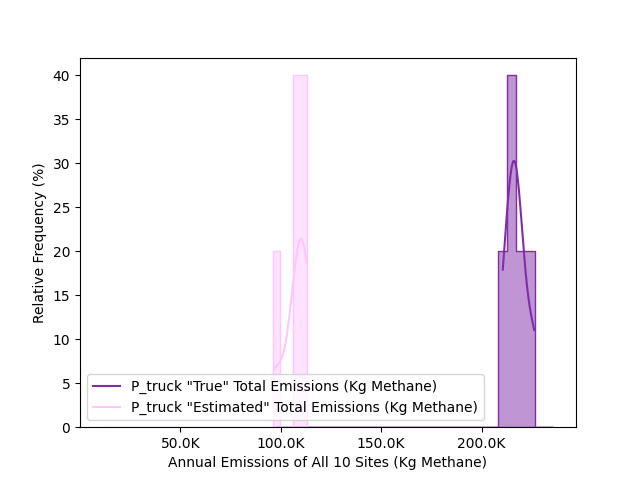 40
35
30
25
20
15
10
5
0
Relative Frequency (%)
P_truck "True" Total Emissions (Kg Methane)
P_truck "Estimated" Total Emissions (Kg Methane)
50.0K 100.0K 150.0K 200.0K
Annual Emissions of All 10 Sites (Kg Methane)